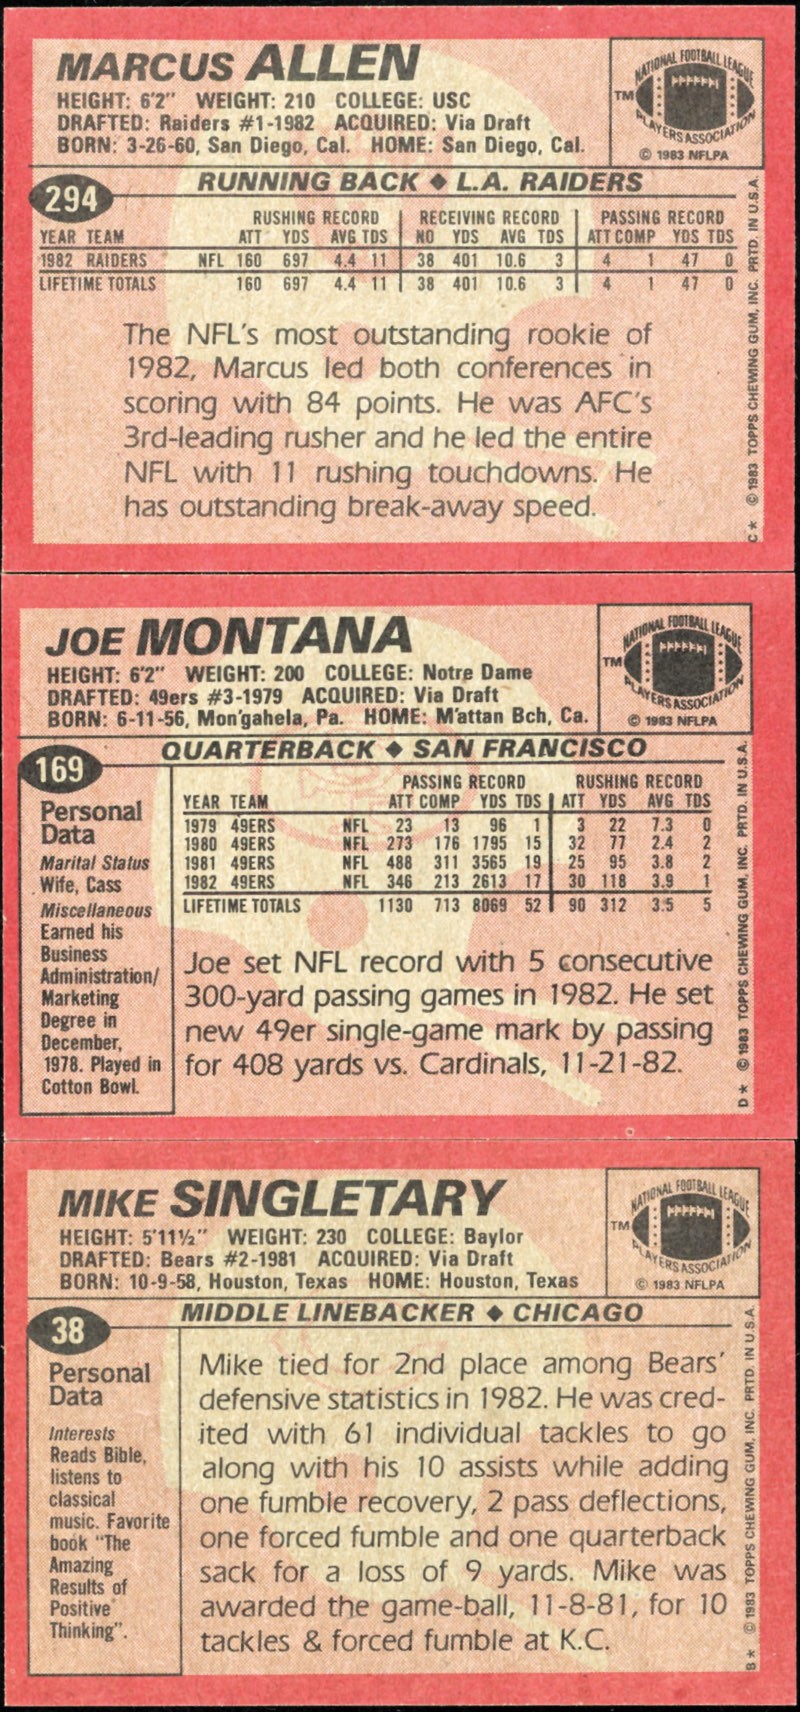 MARCUS ALLEN
HEIGHT: 6'2" WEIGHT: 210 COLLEGE: USC
DRAFTED: Raiders #1-1982 ACQUIRED: Via Draft
BORN: 3-26-60, San Diego, Cal. HOME: San Diego, Cal.
NATIONAL FOOTBALL LEAGUE
TM
PLAYERS ASSOCIATION
© 1983 NFLPA
294
RUNNING BACK ◆ L.A. RAIDERS
RUSHING RECORD RECEIVING RECORD PASSING RECORD
YEAR TEAM ATT YDS AVG TDS NO YDS AVG TDS ATT COMP YDS TDS
1982 RAIDERS NFL 160 697 4.4 11 38 401 10.6 3 4 1 47 0
LIFETIME TOTALS 160 697 4.4 11 38 401 10.6 3 4 1 47 0
The NFL's most outstanding rookie of
1982, Marcus led both conferences in
scoring with 84 points. He was AFC's
3rd-leading rusher and he led the entire
NFL with 11 rushing touchdowns. He
has outstanding break-away speed.
C* © 1983 TOPPS CHEWING GUM, INC. PRTD. IN U.S.A.
JOE MONTANA
HEIGHT: 6'2" WEIGHT: 200 COLLEGE: Notre Dame
DRAFTED: 49ers #3-1979 ACQUIRED: Via Draft
BORN: 6-11-56, Mon'gahela, Pa. HOME: M'attan Bch, Ca.
NATIONAL FOOTBALL LEAGUE
TM
PLAYERS ASSOCIATION
© 1983 NFLPA
169
QUARTERBACK ◆ SAN FRANCISCO
Personal
Data
Marital Status
Wife, Cass
Miscellaneous
Earned his
Business
Administration/
Marketing
Degree in
December,
1978. Played in
Cotton Bowl.
PASSING RECORD RUSHING RECORD
YEAR TEAM ATT COMP YDS TDS ATT YDS AVG TDS
1979 49ERS NFL 23 13 96 1 3 22 7.3 0
1980 49ERS NFL 273 176 1795 15 32 77 2.4 2
1981 49ERS NFL 488 311 3565 19 25 95 3.8 2
1982 49ERS NFL 346 213 2613 17 30 118 3.9 1
LIFETIME TOTALS 1130 713 8069 52 90 312 3.5 5
Joe set NFL record with 5 consecutive
300-yard passing games in 1982. He set
new 49er single-game mark by passing
for 408 yards vs. Cardinals, 11-21-82.
D* © 1983 TOPPS CHEWING GUM, INC. PRTD. IN U.S.A.
MIKE SINGLETARY
HEIGHT: 5'11½" WEIGHT: 230 COLLEGE: Baylor
DRAFTED: Bears #2-1981 ACQUIRED: Via Draft
BORN: 10-9-58, Houston, Texas HOME: Houston, Texas
NATIONAL FOOTBALL LEAGUE
TM
PLAYERS ASSOCIATION
© 1983 NFLPA
38
MIDDLE LINEBACKER ◆ CHICAGO
Personal
Data
Interests
Reads Bible,
listens to
classical
music. Favorite
book "The
Amazing
Results of
Positive
Thinking".
Mike tied for 2nd place among Bears'
defensive statistics in 1982. He was cred-
ited with 61 individual tackles to go
along with his 10 assists while adding
one fumble recovery, 2 pass deflections,
one forced fumble and one quarterback
sack for a loss of 9 yards. Mike was
awarded the game-ball, 11-8-81, for 10
tackles & forced fumble at K.C.
B* © 1983 TOPPS CHEWING GUM, INC. PRTD. IN U.S.A.